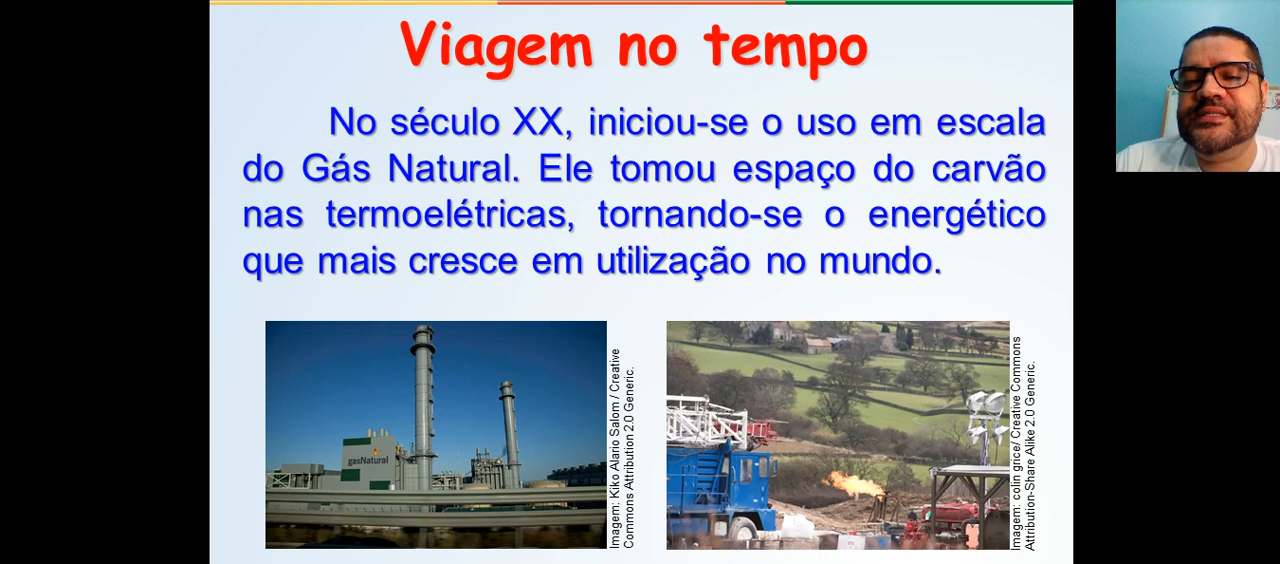 Viagem no tempo
No século XX, iniciou-se o uso em escala
do Gás Natural. Ele tomou espaço do carvão
nas termoelétricas, tornando-se o energético
que mais cresce em utilização no mundo.
gasNatural
Imagem: Kiko Alario Salom / Creative
Commons Attribution 2.0 Generic.
Imagem: colin grice/ Creative Commons
Attribution-Share Alike 2.0 Generic.